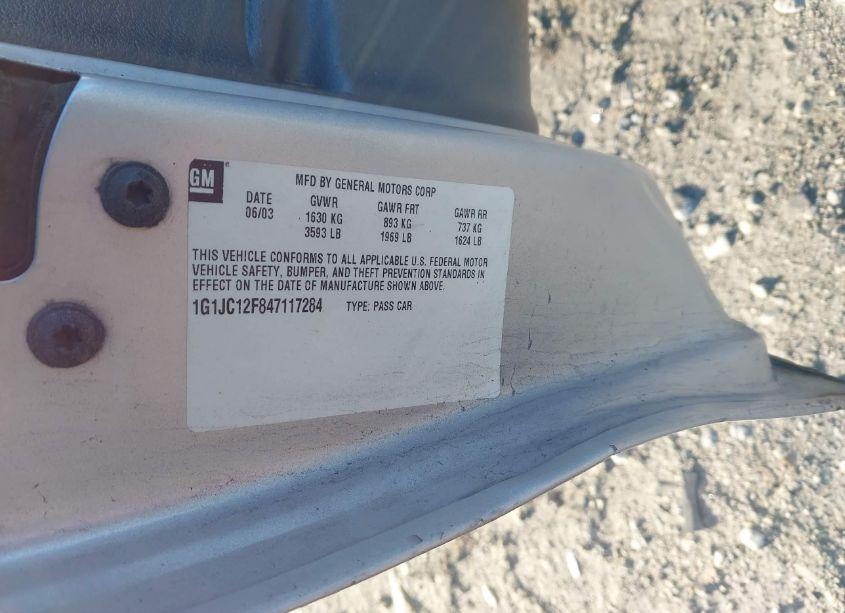 GM
MFD BY GENERAL MOTORS CORP
DATE GVWR GAWR FRT GAWR RR
06/03 1630 KG 893 KG 737 KG
3593 LB 1969 LB 1624 LB
THIS VEHICLE CONFORMS TO ALL APPLICABLE U.S. FEDERAL MOTOR
VEHICLE SAFETY, BUMPER, AND THEFT PREVENTION STANDARDS IN
EFFECT ON THE DATE OF MANUFACTURE SHOWN ABOVE.
1G1JC12F847117284 TYPE: PASS CAR